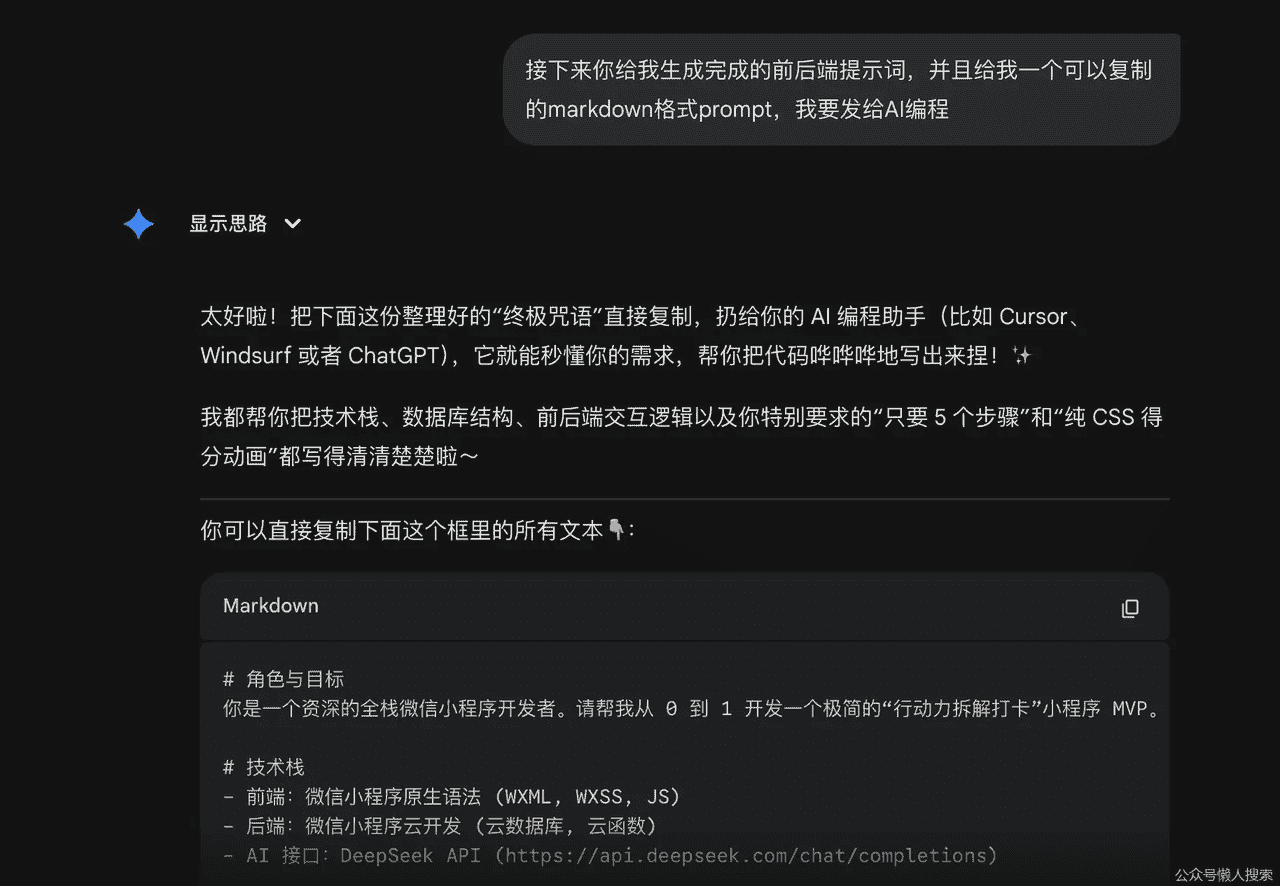 接下来你给我生成完成的前后端提示词，并且给我一个可以复制
的markdown格式prompt，我要发给AI编程
显示思路
太好啦！把下面这份整理好的“终极咒语”直接复制，扔给你的 AI 编程助手（比如 Cursor、
Windsurf 或者 ChatGPT），它就能秒懂你的需求，帮你把代码哗哗哗地写出来捏！✨
我都帮你把技术栈、数据库结构、前后端交互逻辑以及你特别要求的“只要 5 个步骤”和“纯 CSS 得
分动画”都写得清清楚楚啦～
你可以直接复制下面这个框里的所有文本👇：
Markdown
# 角色与目标
你是一个资深的全栈微信小程序开发者。请帮我从 0 到 1 开发一个极简的“行动力拆解打卡”小程序 MVP。
# 技术栈
- 前端：微信小程序原生语法 (WXML, WXSS, JS)
- 后端：微信小程序云开发 (云数据库, 云函数)
- AI 接口：DeepSeek API (https://api.deepseek.com/chat/completions)
公众号懒人搜索